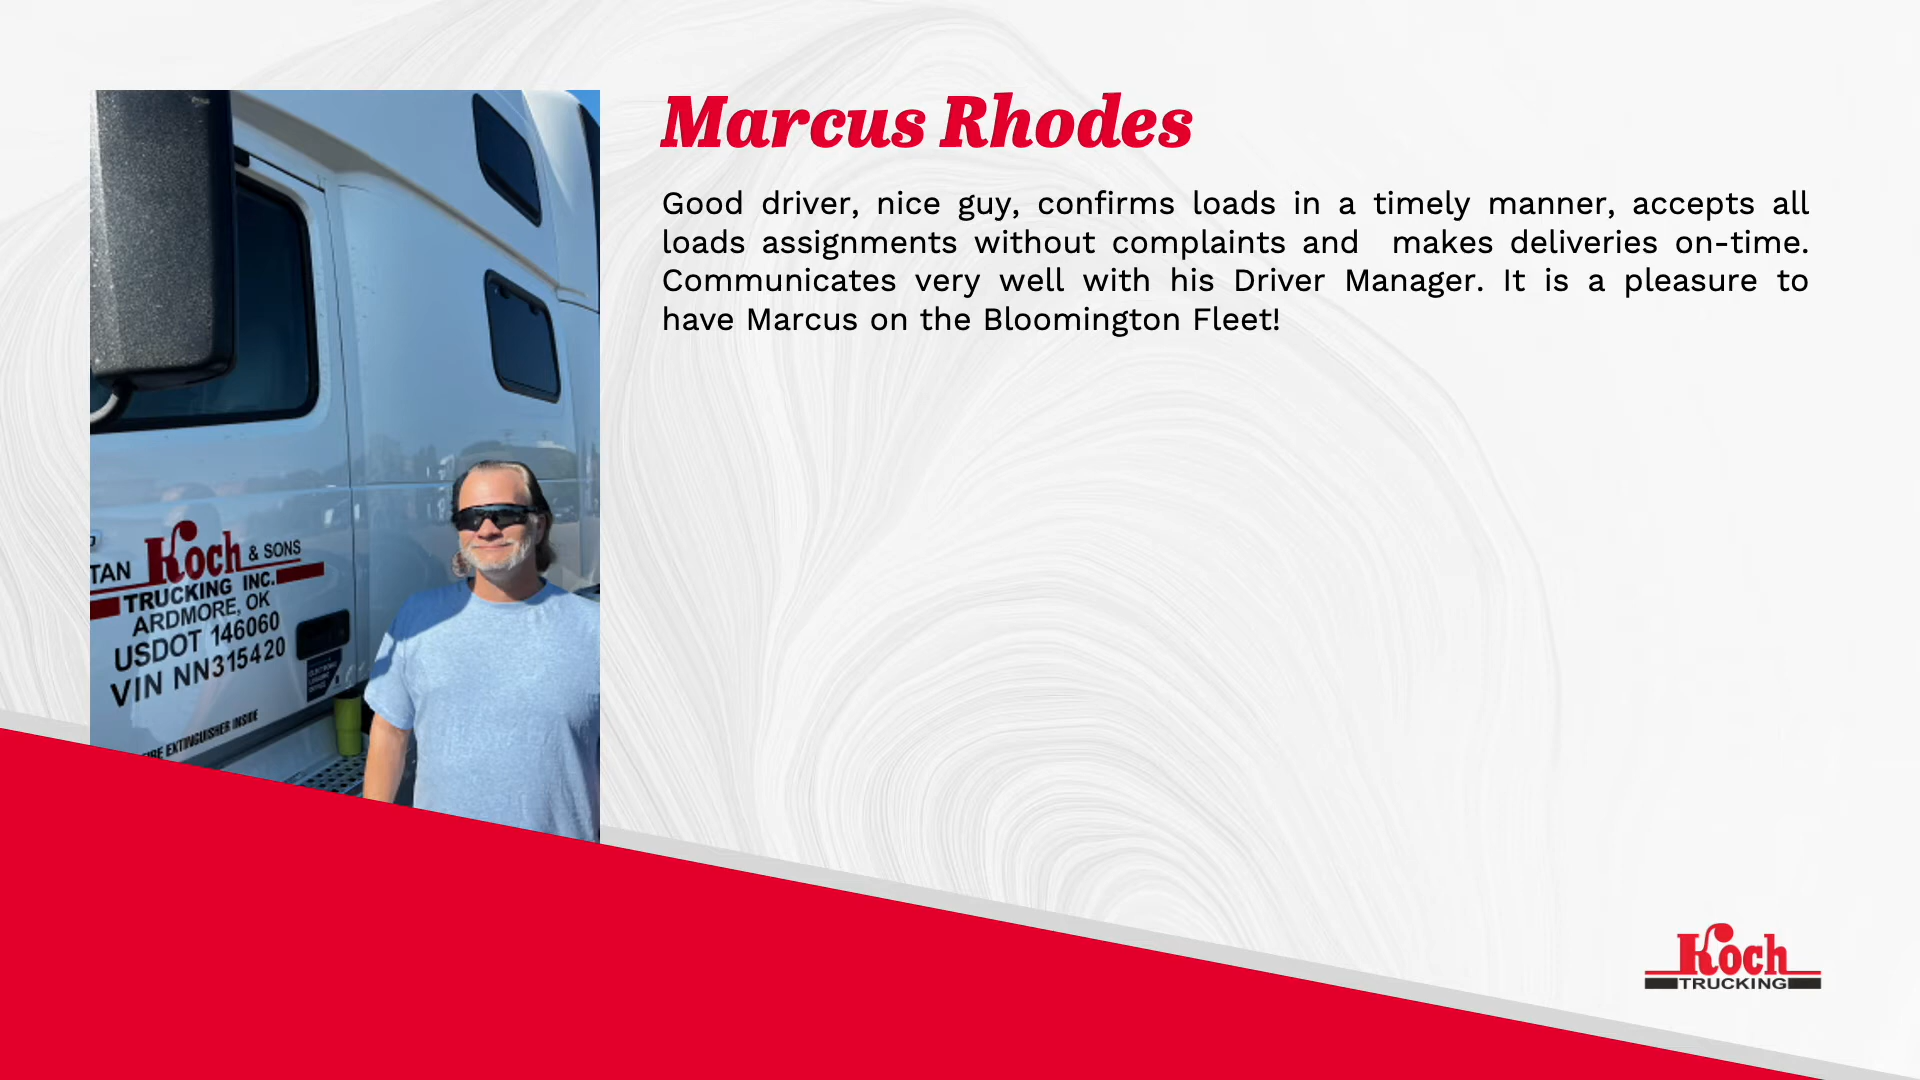 Marcus Rhodes
Good driver, nice guy, confirms loads in a timely manner, accepts all
loads assignments without complaints and makes deliveries on-time.
Communicates very well with his Driver Manager. It is a pleasure to
have Marcus on the Bloomington Fleet!
TAN Koch & SONS
TRUCKING INC.
ARDMORE, OK
USDOT 146060
VIN NN315420
FIRE EXTINGUISHER INSIDE
Koch
TRUCKING